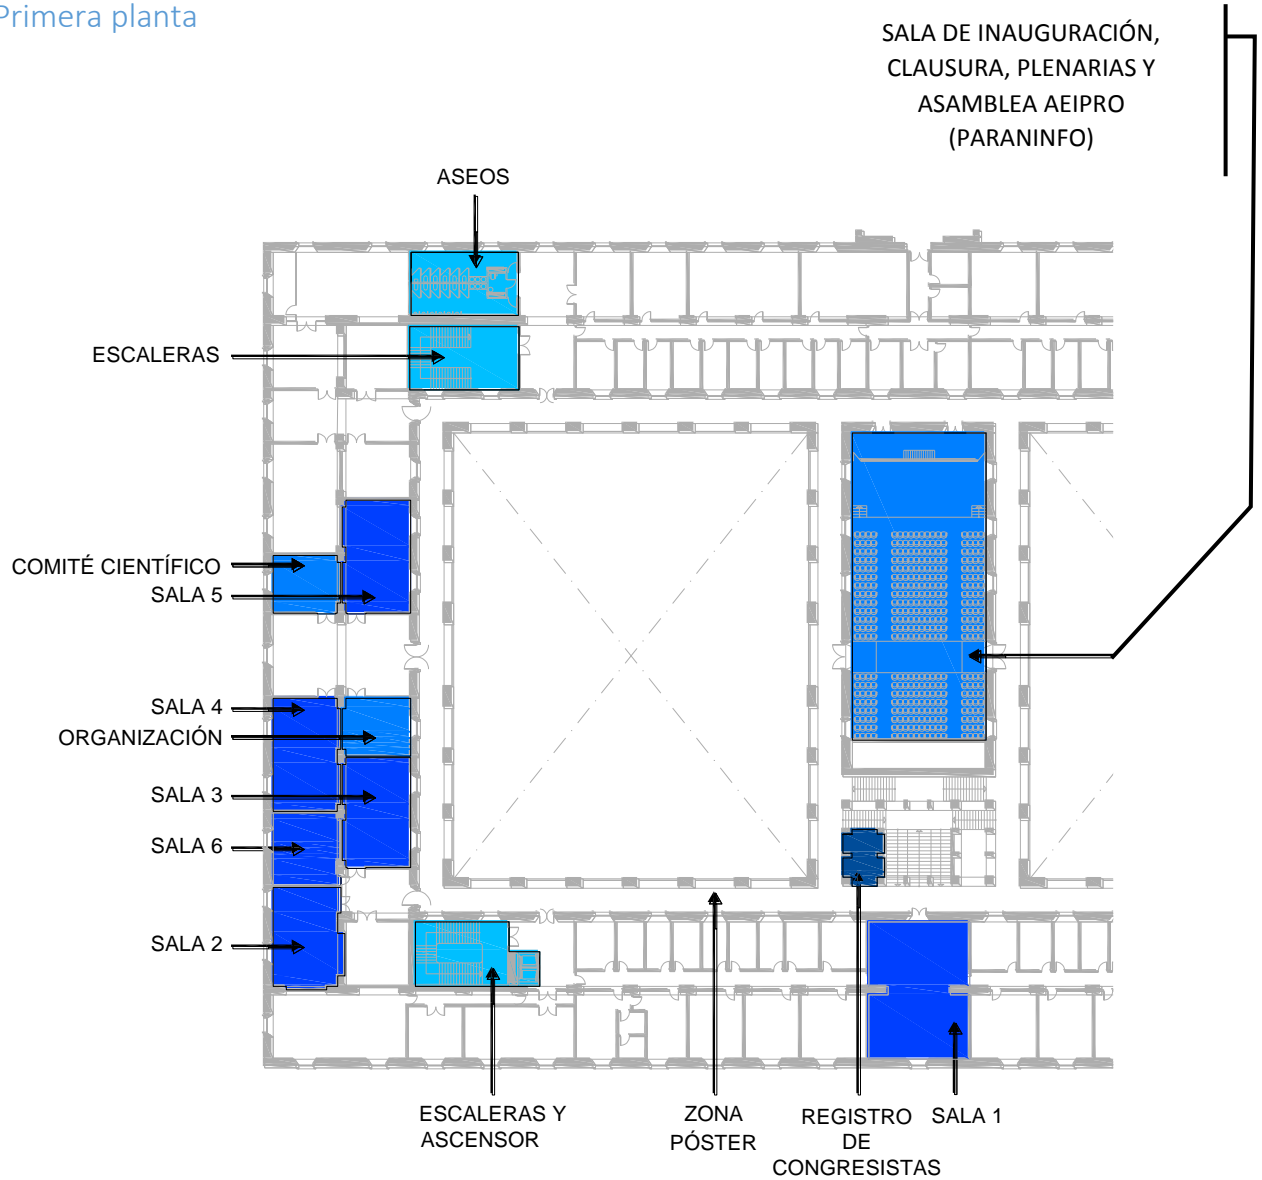 Primera planta
SALA DE INAUGURACIÓN,
CLAUSURA, PLENARIAS Y
ASAMBLEA AEIPRO
(PARANINFO)
ASEOS
ESCALERAS
COMITÉ CIENTÍFICO
SALA 5
SALA 4
ORGANIZACIÓN
SALA 3
SALA 6
SALA 2
ESCALERAS Y
ASCENSOR
ZONA
PÓSTER
REGISTRO
DE
CONGRESISTAS
SALA 1